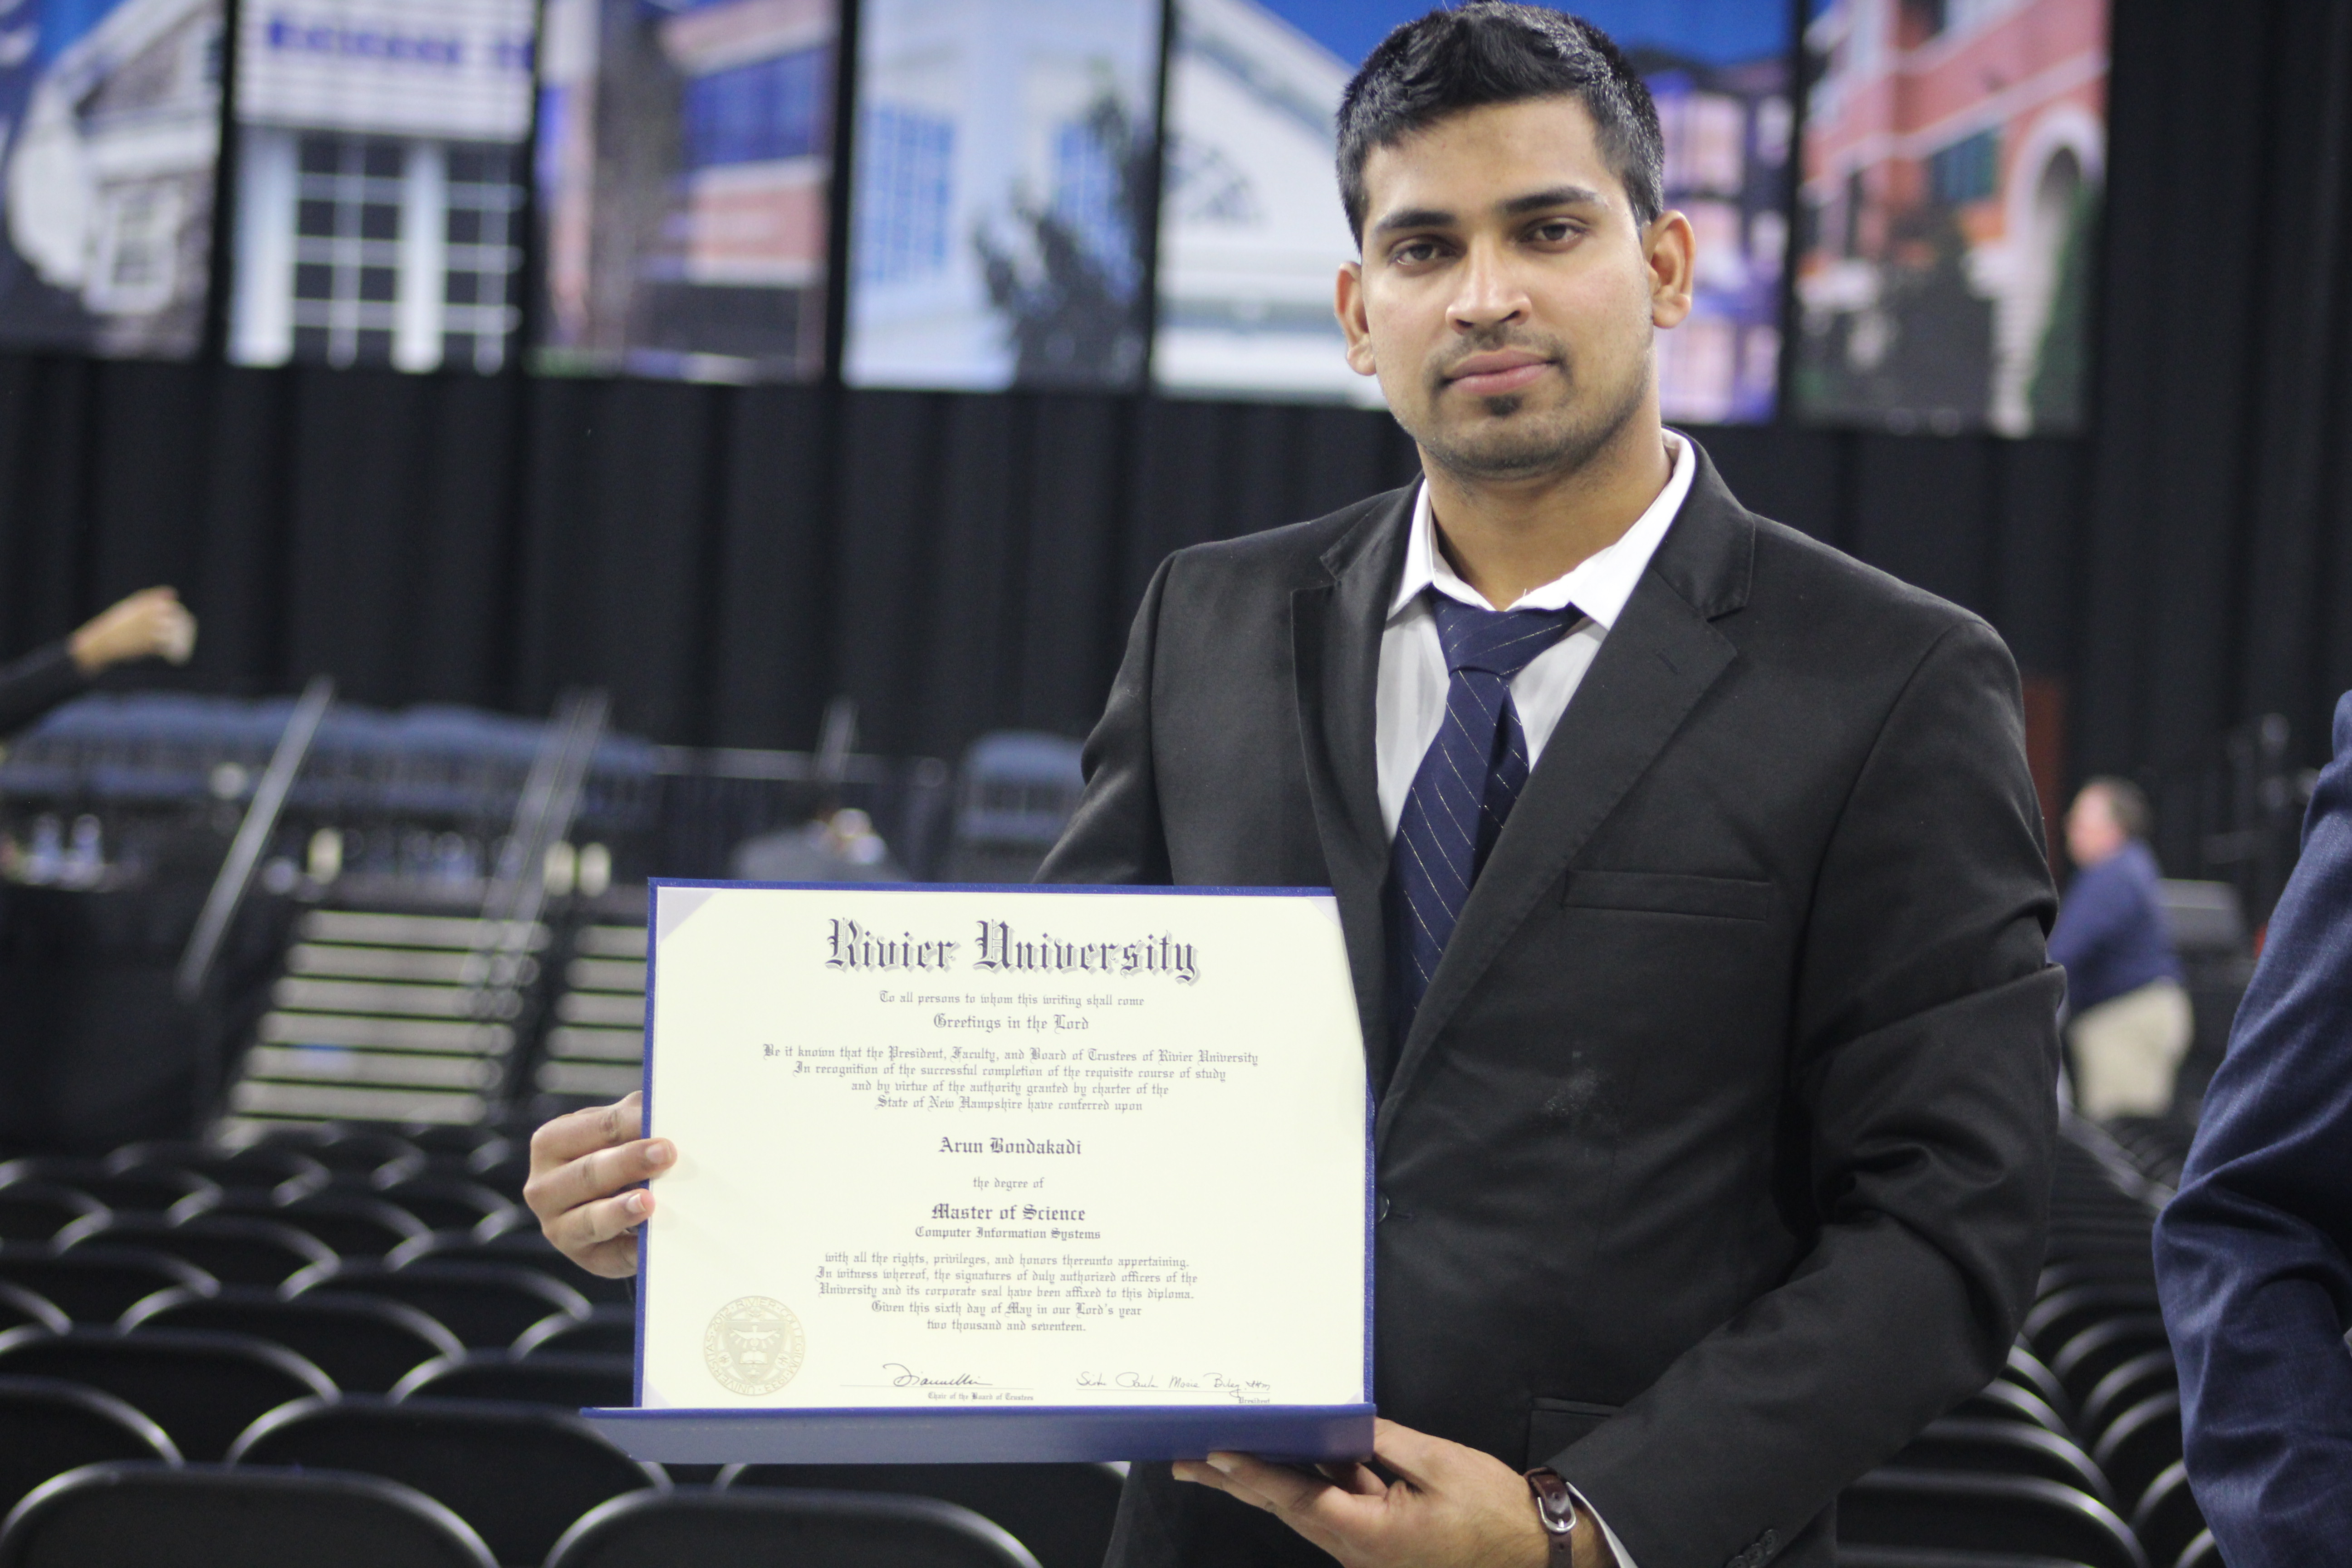 Rivier University
To all persons to whom this writing shall come
Greetings in the Lord
Be it known that the President, Faculty, and Board of Trustees of Rivier University
In recognition of the successful completion of the requisite course of study
and by virtue of the authority granted by charter of the
State of New Hampshire have conferred upon
Arun Bondakadi
the degree of
Master of Science
Computer Information Systems
with all the rights, privileges, and honors thereunto appertaining.
In witness whereof, the signatures of duly authorized officers of the
University and its corporate seal have been affixed to this diploma.
Given this sixth day of May in our Lord's year
two thousand and seventeen.
Chair of the Board of Trustees
President